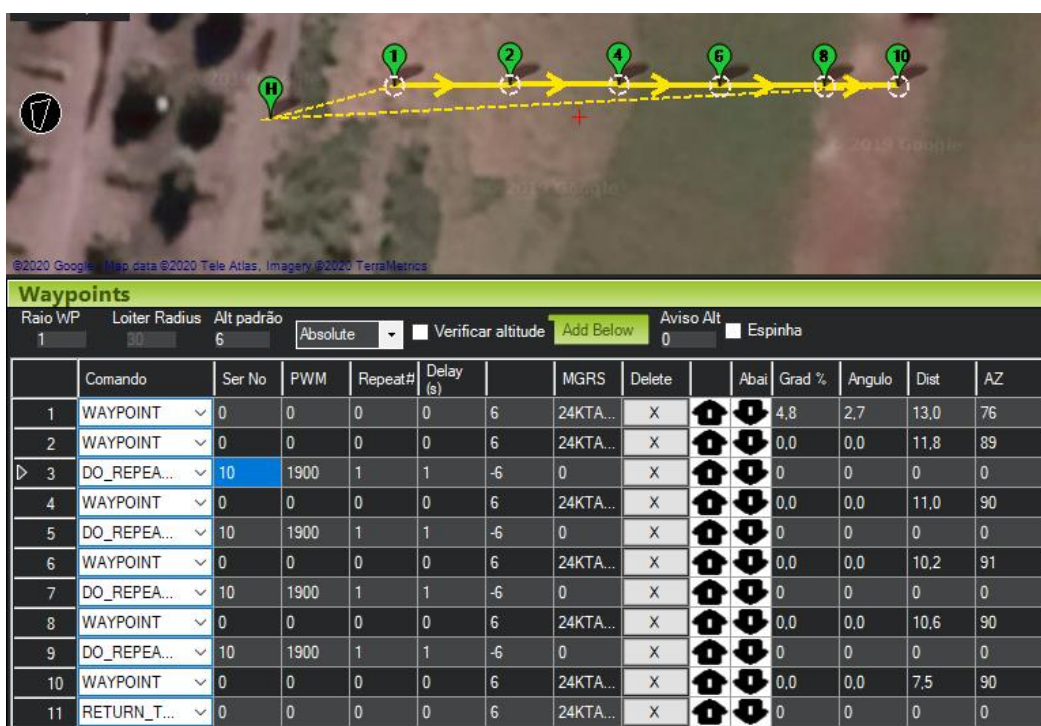 1 2 4 6 8 10
H
© 2019 Google
©2020 Google - Map data ©2020 Tele Atlas, Imagery ©2020 TerraMetrics
Waypoints
Raio WP Loiter Radius Alt padrão Aviso Alt
1 30 6 Absolute Verificar altitude Add Below 0 Espinha
Comando Ser No PWM Repeat# Delay (s) MGRS Delete Abai Grad % Angulo Dist AZ
1 WAYPOINT 0 0 0 0 6 24KTA... X 4,8 2,7 13,0 76
2 WAYPOINT 0 0 0 0 6 24KTA... X 0,0 0,0 11,8 89
3 DO_REPEA... 10 1900 1 1 -6 0 X 0 0 0 0
4 WAYPOINT 0 0 0 0 6 24KTA... X 0,0 0,0 11,0 90
5 DO_REPEA... 10 1900 1 1 -6 0 X 0 0 0 0
6 WAYPOINT 0 0 0 0 6 24KTA... X 0,0 0,0 10,2 91
7 DO_REPEA... 10 1900 1 1 -6 0 X 0 0 0 0
8 WAYPOINT 0 0 0 0 6 24KTA... X 0,0 0,0 10,6 90
9 DO_REPEA... 10 1900 1 1 -6 0 X 0 0 0 0
10 WAYPOINT 0 0 0 0 6 24KTA... X 0,0 0,0 7,5 90
11 RETURN_T... 0 0 0 0 6 24KTA... X 0 0 0 0